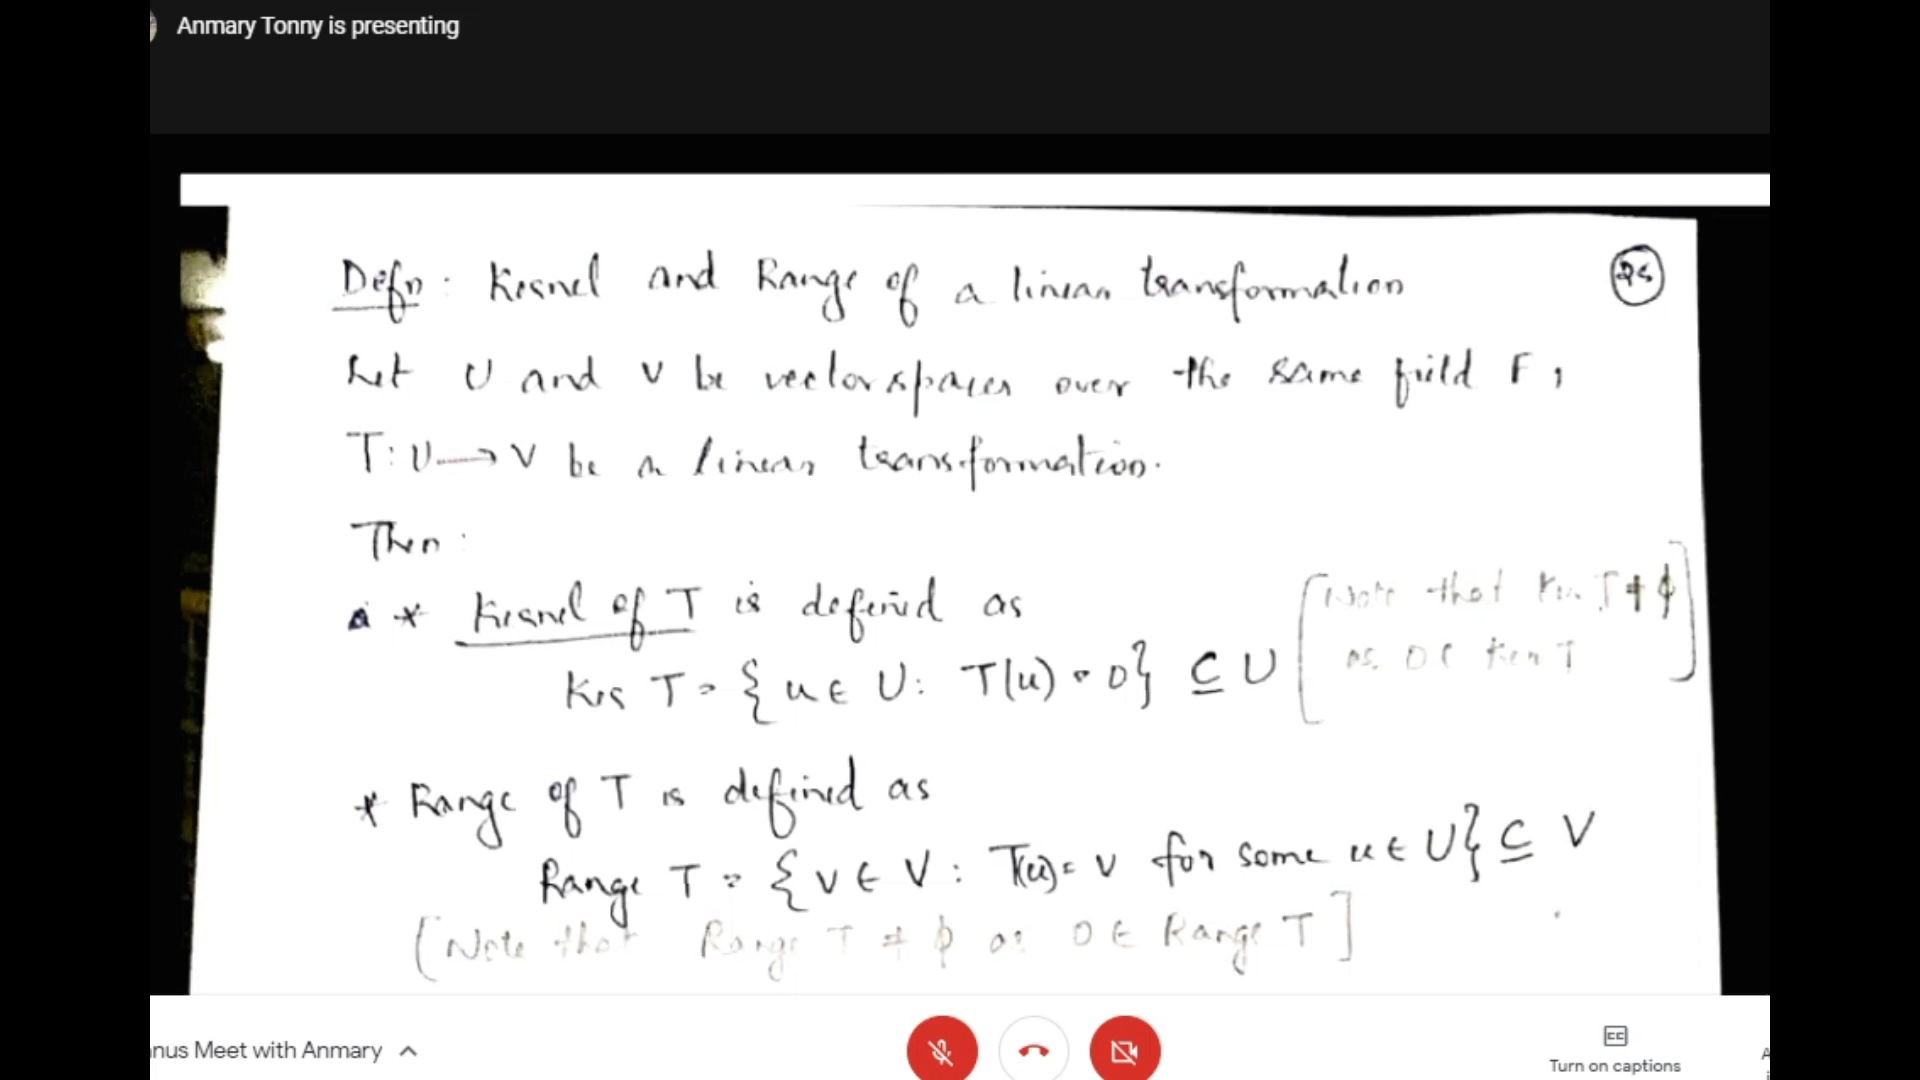 Anmary Tonny is presenting
Defn: Kernel and Range of a linear transformation
Let U and V be vector spaces over the same field F,
T: U → V be a linear transformation.
Then:
* Kernel of T is defined as
[Note that Ker T ≠ ϕ
Ker T = {u ∈ U: T(u) = 0} ⊆ U
as 0 ∈ Ker T]
* Range of T is defined as
Range T = {v ∈ V: T(u) = v for some u ∈ U} ⊆ V
[Note that Range T ≠ ϕ as 0 ∈ Range T]
nus Meet with Anmary
Turn on captions